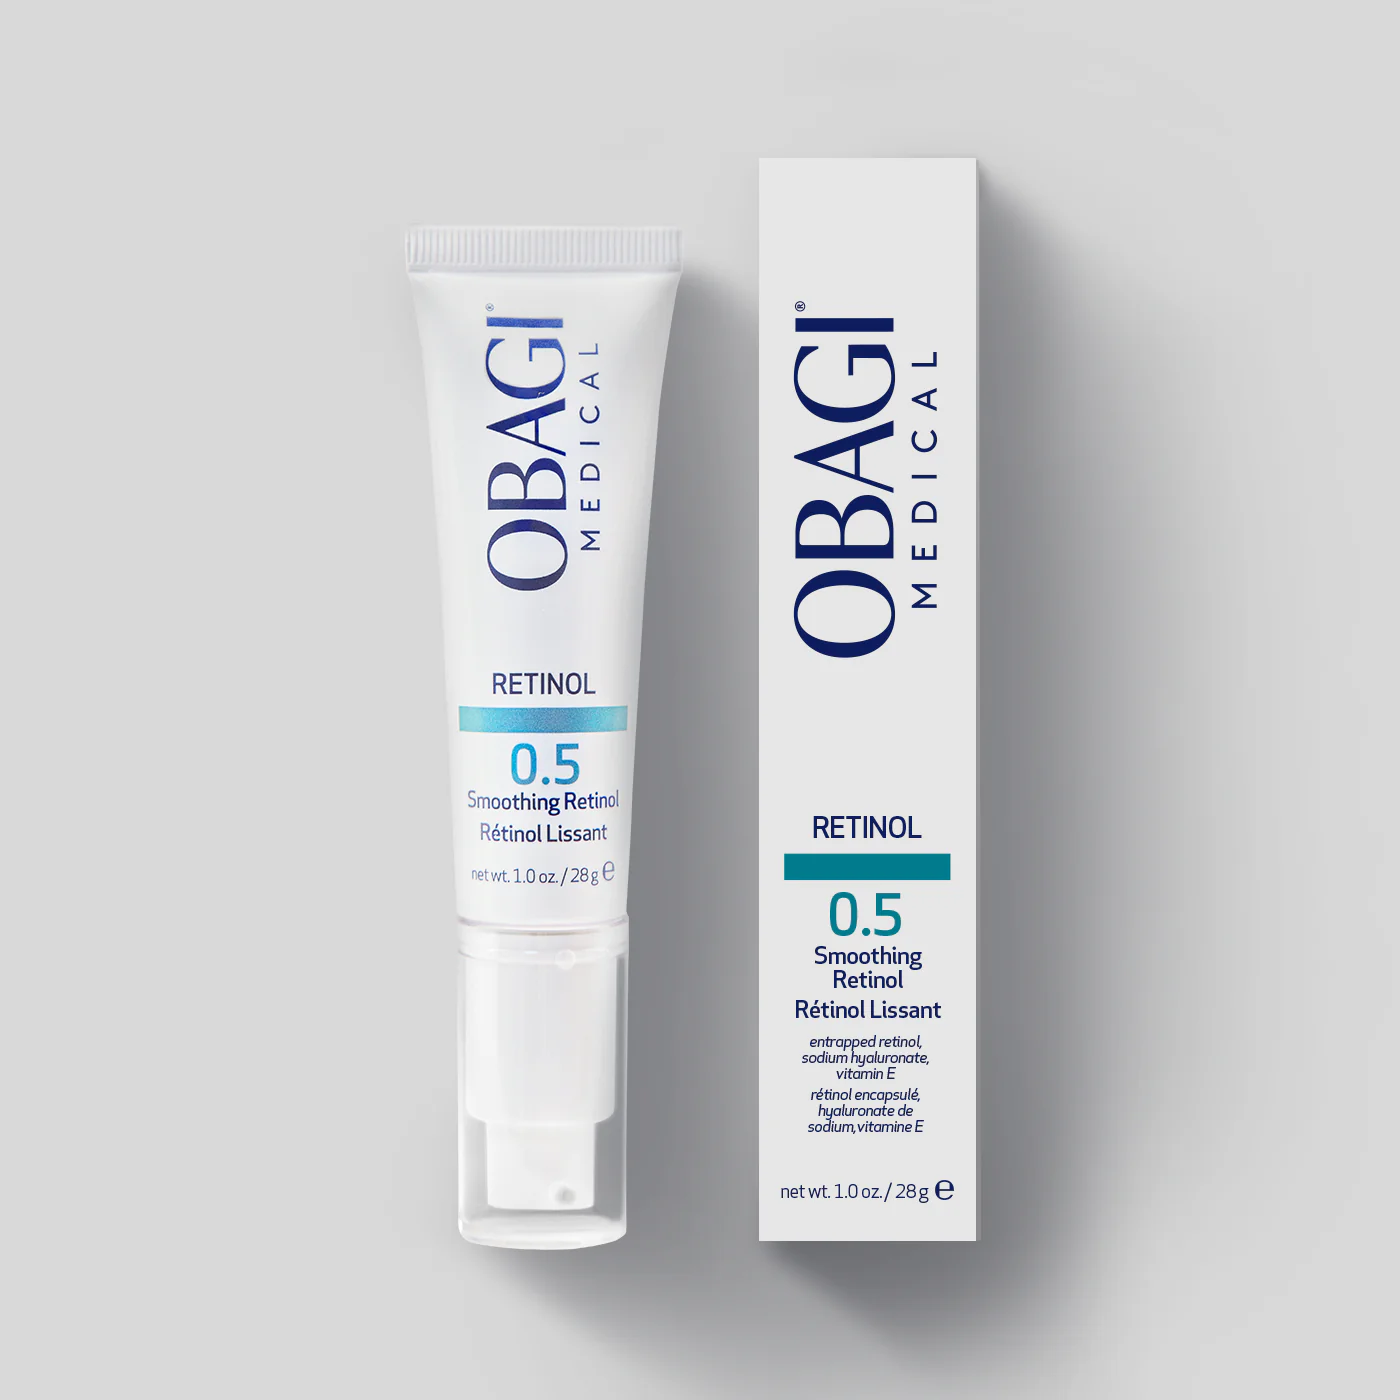 OBAGI®
MEDICAL
RETINOL
0.5
Smoothing Retinol
Rétinol Lissant
net wt. 1.0 oz. / 28 g ℮
OBAGI®
MEDICAL
RETINOL
0.5
Smoothing
Retinol
Rétinol Lissant
entrapped retinol,
sodium hyaluronate,
vitamin E
rétinol encapsulé,
hyaluronate de
sodium, vitamine E
net wt. 1.0 oz. / 28 g ℮